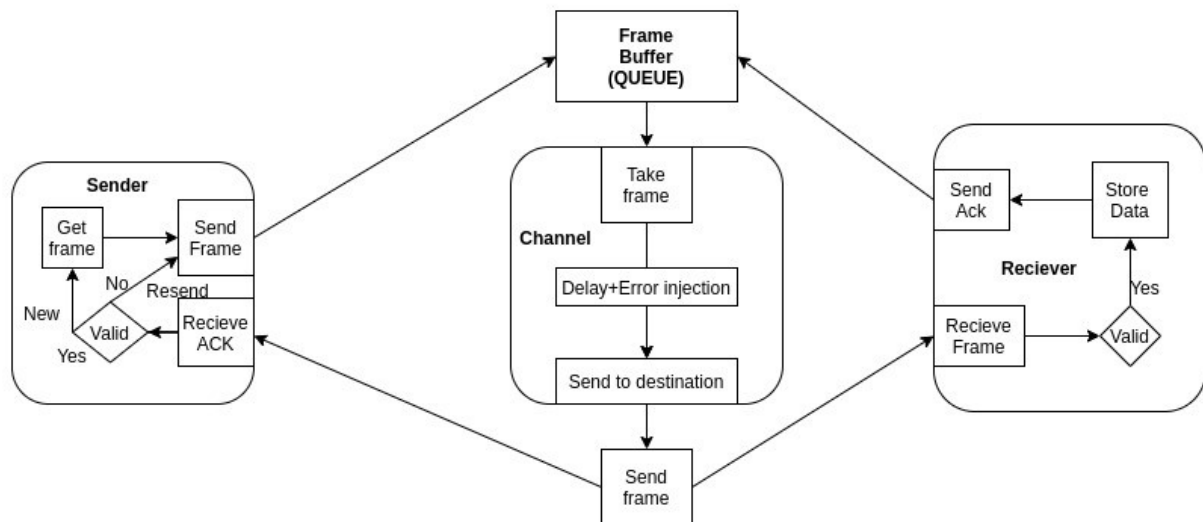 Frame
Buffer
(QUEUE)
Sender
Get
frame
Send
Frame
No
Resend
New
Valid
Yes
Recieve
ACK
Take
frame
Channel
Delay+Error injection
Send to destination
Send
frame
Send
Ack
Store
Data
Reciever
Yes
Recieve
Frame
Valid